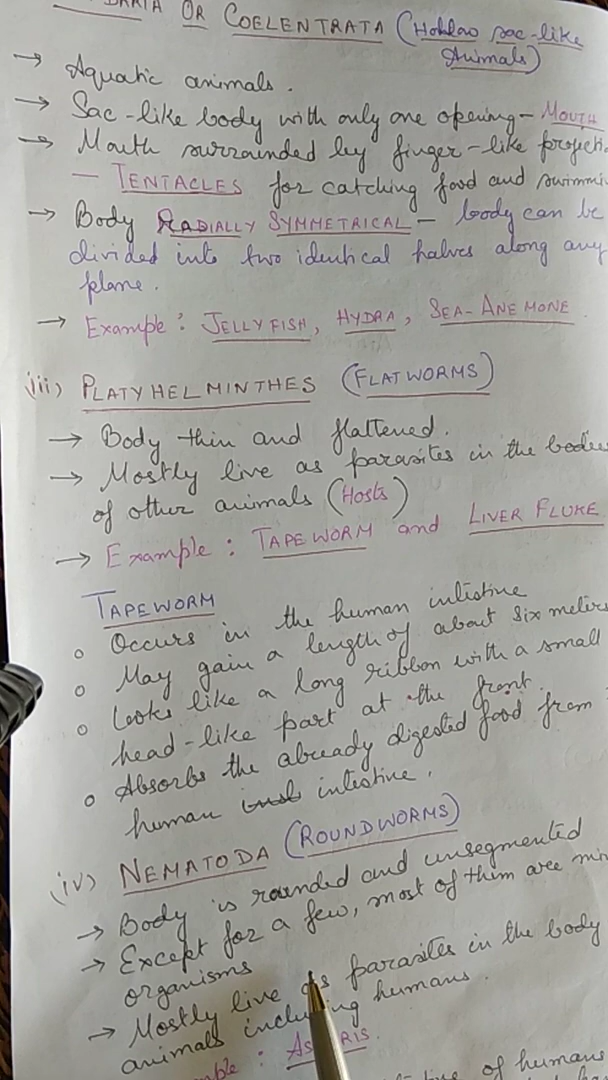 OR COELENTRATA (Hollow sac-like
Animals)
→ Aquatic animals.
→ Sac-like body with only one opening - MOUTH
→ Mouth surrounded by finger-like
- TENTACLES for catching food and
→ Body RADIALLY SYMMETRICAL - body can be
divided into two identical halves along any
plane.
→ Example : JELLYFISH, HYDRA, SEA-ANEMONE
iii) PLATYHELMINTHES (FLATWORMS)
→ Body thin and flattened.
→ Mostly live as parasites in the
of other animals (Hosts)
→ Example : TAPEWORM and LIVER FLUKE
TAPEWORM
o Occurs in the human intestine
o May gain a length of about six meters
o Looks like a long ribbon with a small
head-like part at the front.
o Absorbs the already digested food from
human intestine.
(iv) NEMATODA (ROUNDWORMS)
→ Body is rounded and unsegmented
→ Except for a few, most of them are
organisms
→ Mostly live as parasites in the body
animals including humans.
: 
of humans